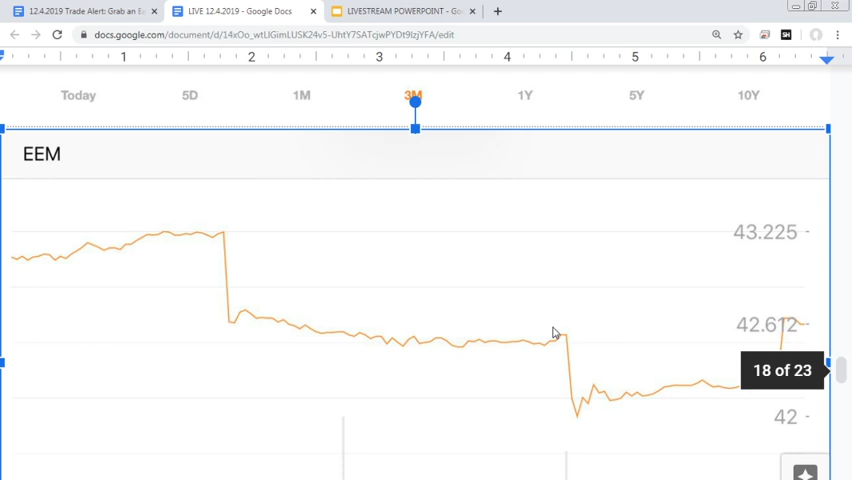 12.4.2019 Trade Alert: Grab an Ea
LIVE 12.4.2019 - Google Docs
LIVESTREAM POWERPOINT - Go
docs.google.com/document/d/14xOo_wtLIGimLUSK24v5-UhtY7SATcjwPYDt9lzjYFA/edit
SH
1 2 3 4 5 6
Today 5D 1M 3M 1Y 5Y 10Y
EEM
43.225
42.612
18 of 23
42